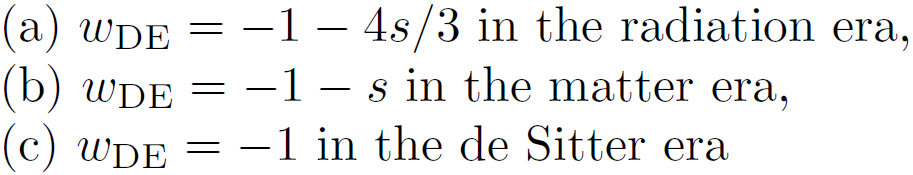 (a) w_DE = −1 − 4s/3 in the radiation era,
(b) w_DE = −1 − s in the matter era,
(c) w_DE = −1 in the de Sitter era